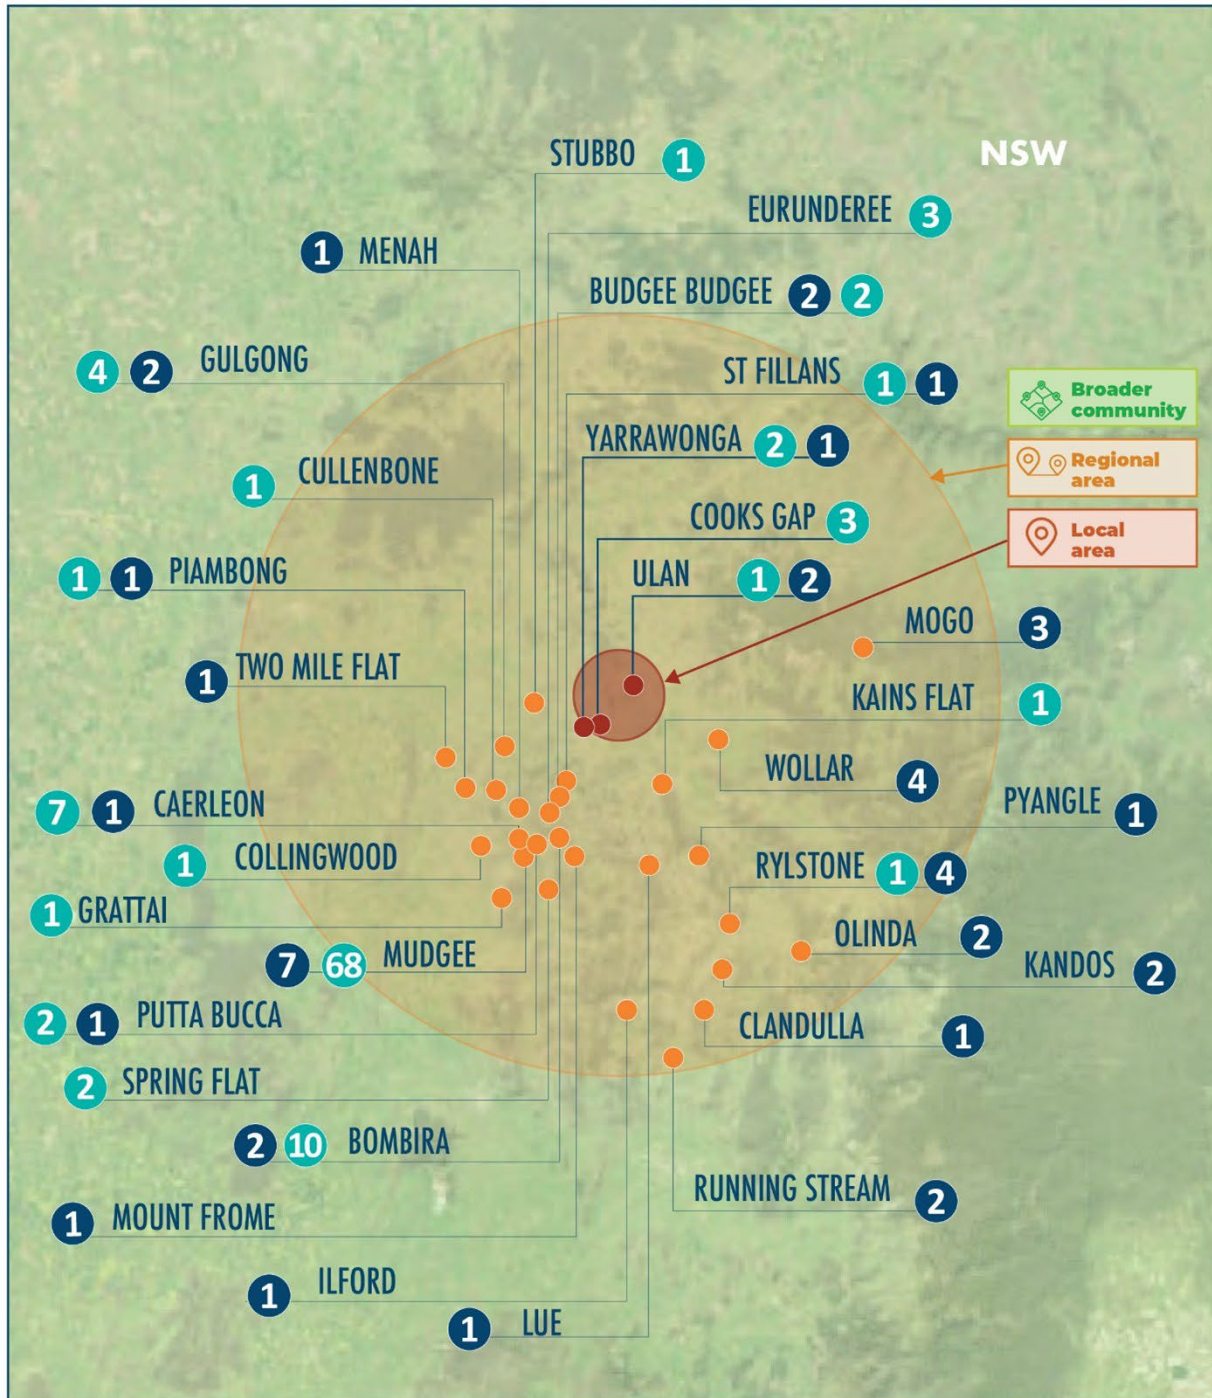 NSW
STUBBO 1
EURUNDEREE 3
1 MENAH
BUDGEE BUDGEE 2 2
4 2 GULGONG
ST FILLANS 1 1
Broader
community
YARRAWONGA 2 1
Regional
area
1 CULLENBONE
COOKS GAP 3
Local
area
1 1 PIAMBONG
ULAN 1 2
MOGO 3
1 TWO MILE FLAT
KAINS FLAT 1
WOLLAR 4
7 1 CAERLEON
PYANGLE 1
1 COLLINGWOOD
RYLSTONE 1 4
1 GRATTAI
OLINDA 2
7 68 MUDGEE
KANDOS 2
2 1 PUTTA BUCCA
CLANDULLA 1
2 SPRING FLAT
2 10 BOMBIRA
RUNNING STREAM 2
1 MOUNT FROME
1 ILFORD
1 LUE